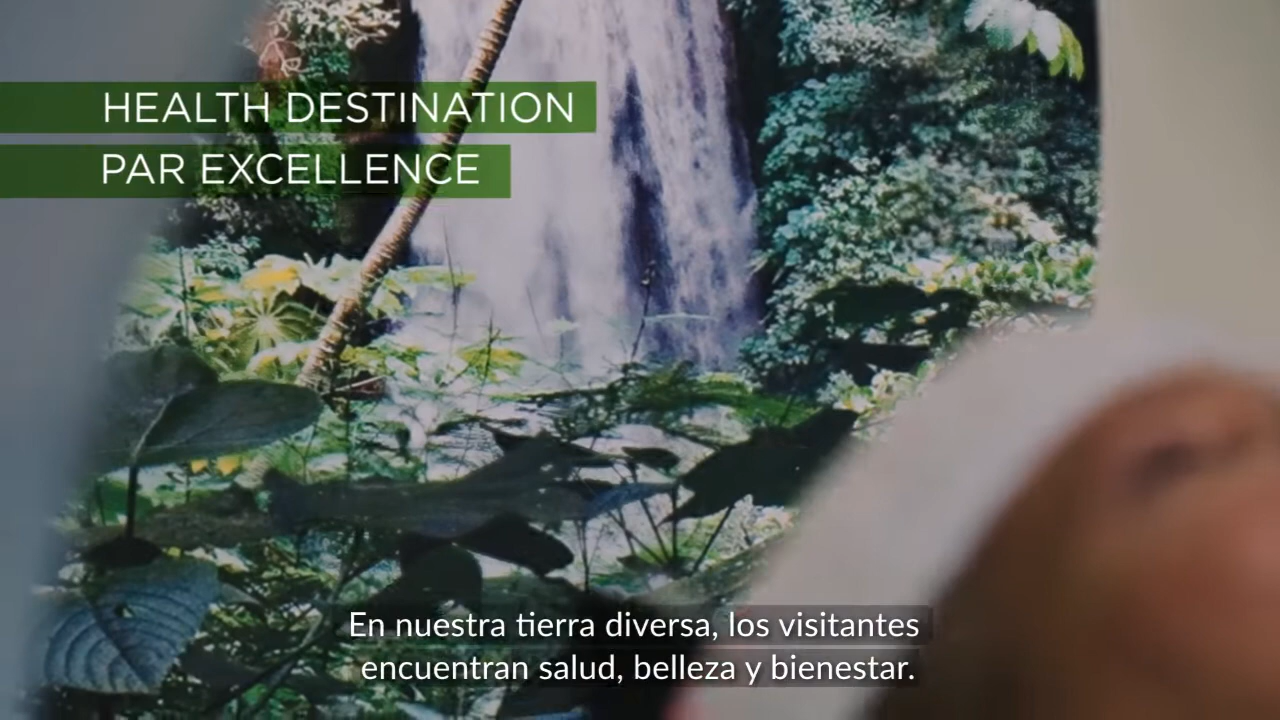 HEALTH DESTINATION
PAR EXCELLENCE
En nuestra tierra diversa, los visitantes
encuentran salud, belleza y bienestar.